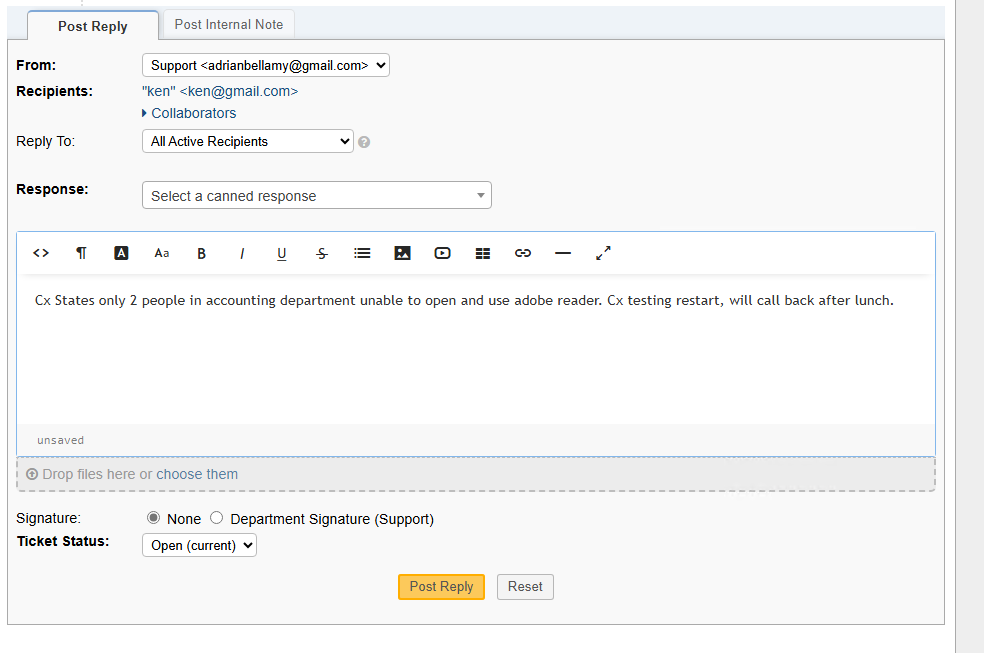 Post Reply Post Internal Note
From: Support <adrianbellamy@gmail.com>
Recipients: "ken" <ken@gmail.com>
Collaborators
Reply To: All Active Recipients ?
Response: Select a canned response
<> ¶ A Aa B I U S
Cx States only 2 people in accounting department unable to open and use adobe reader. Cx testing restart, will call back after lunch.
unsaved
Drop files here or choose them
Signature: None Department Signature (Support)
Ticket Status: Open (current)
Post Reply Reset